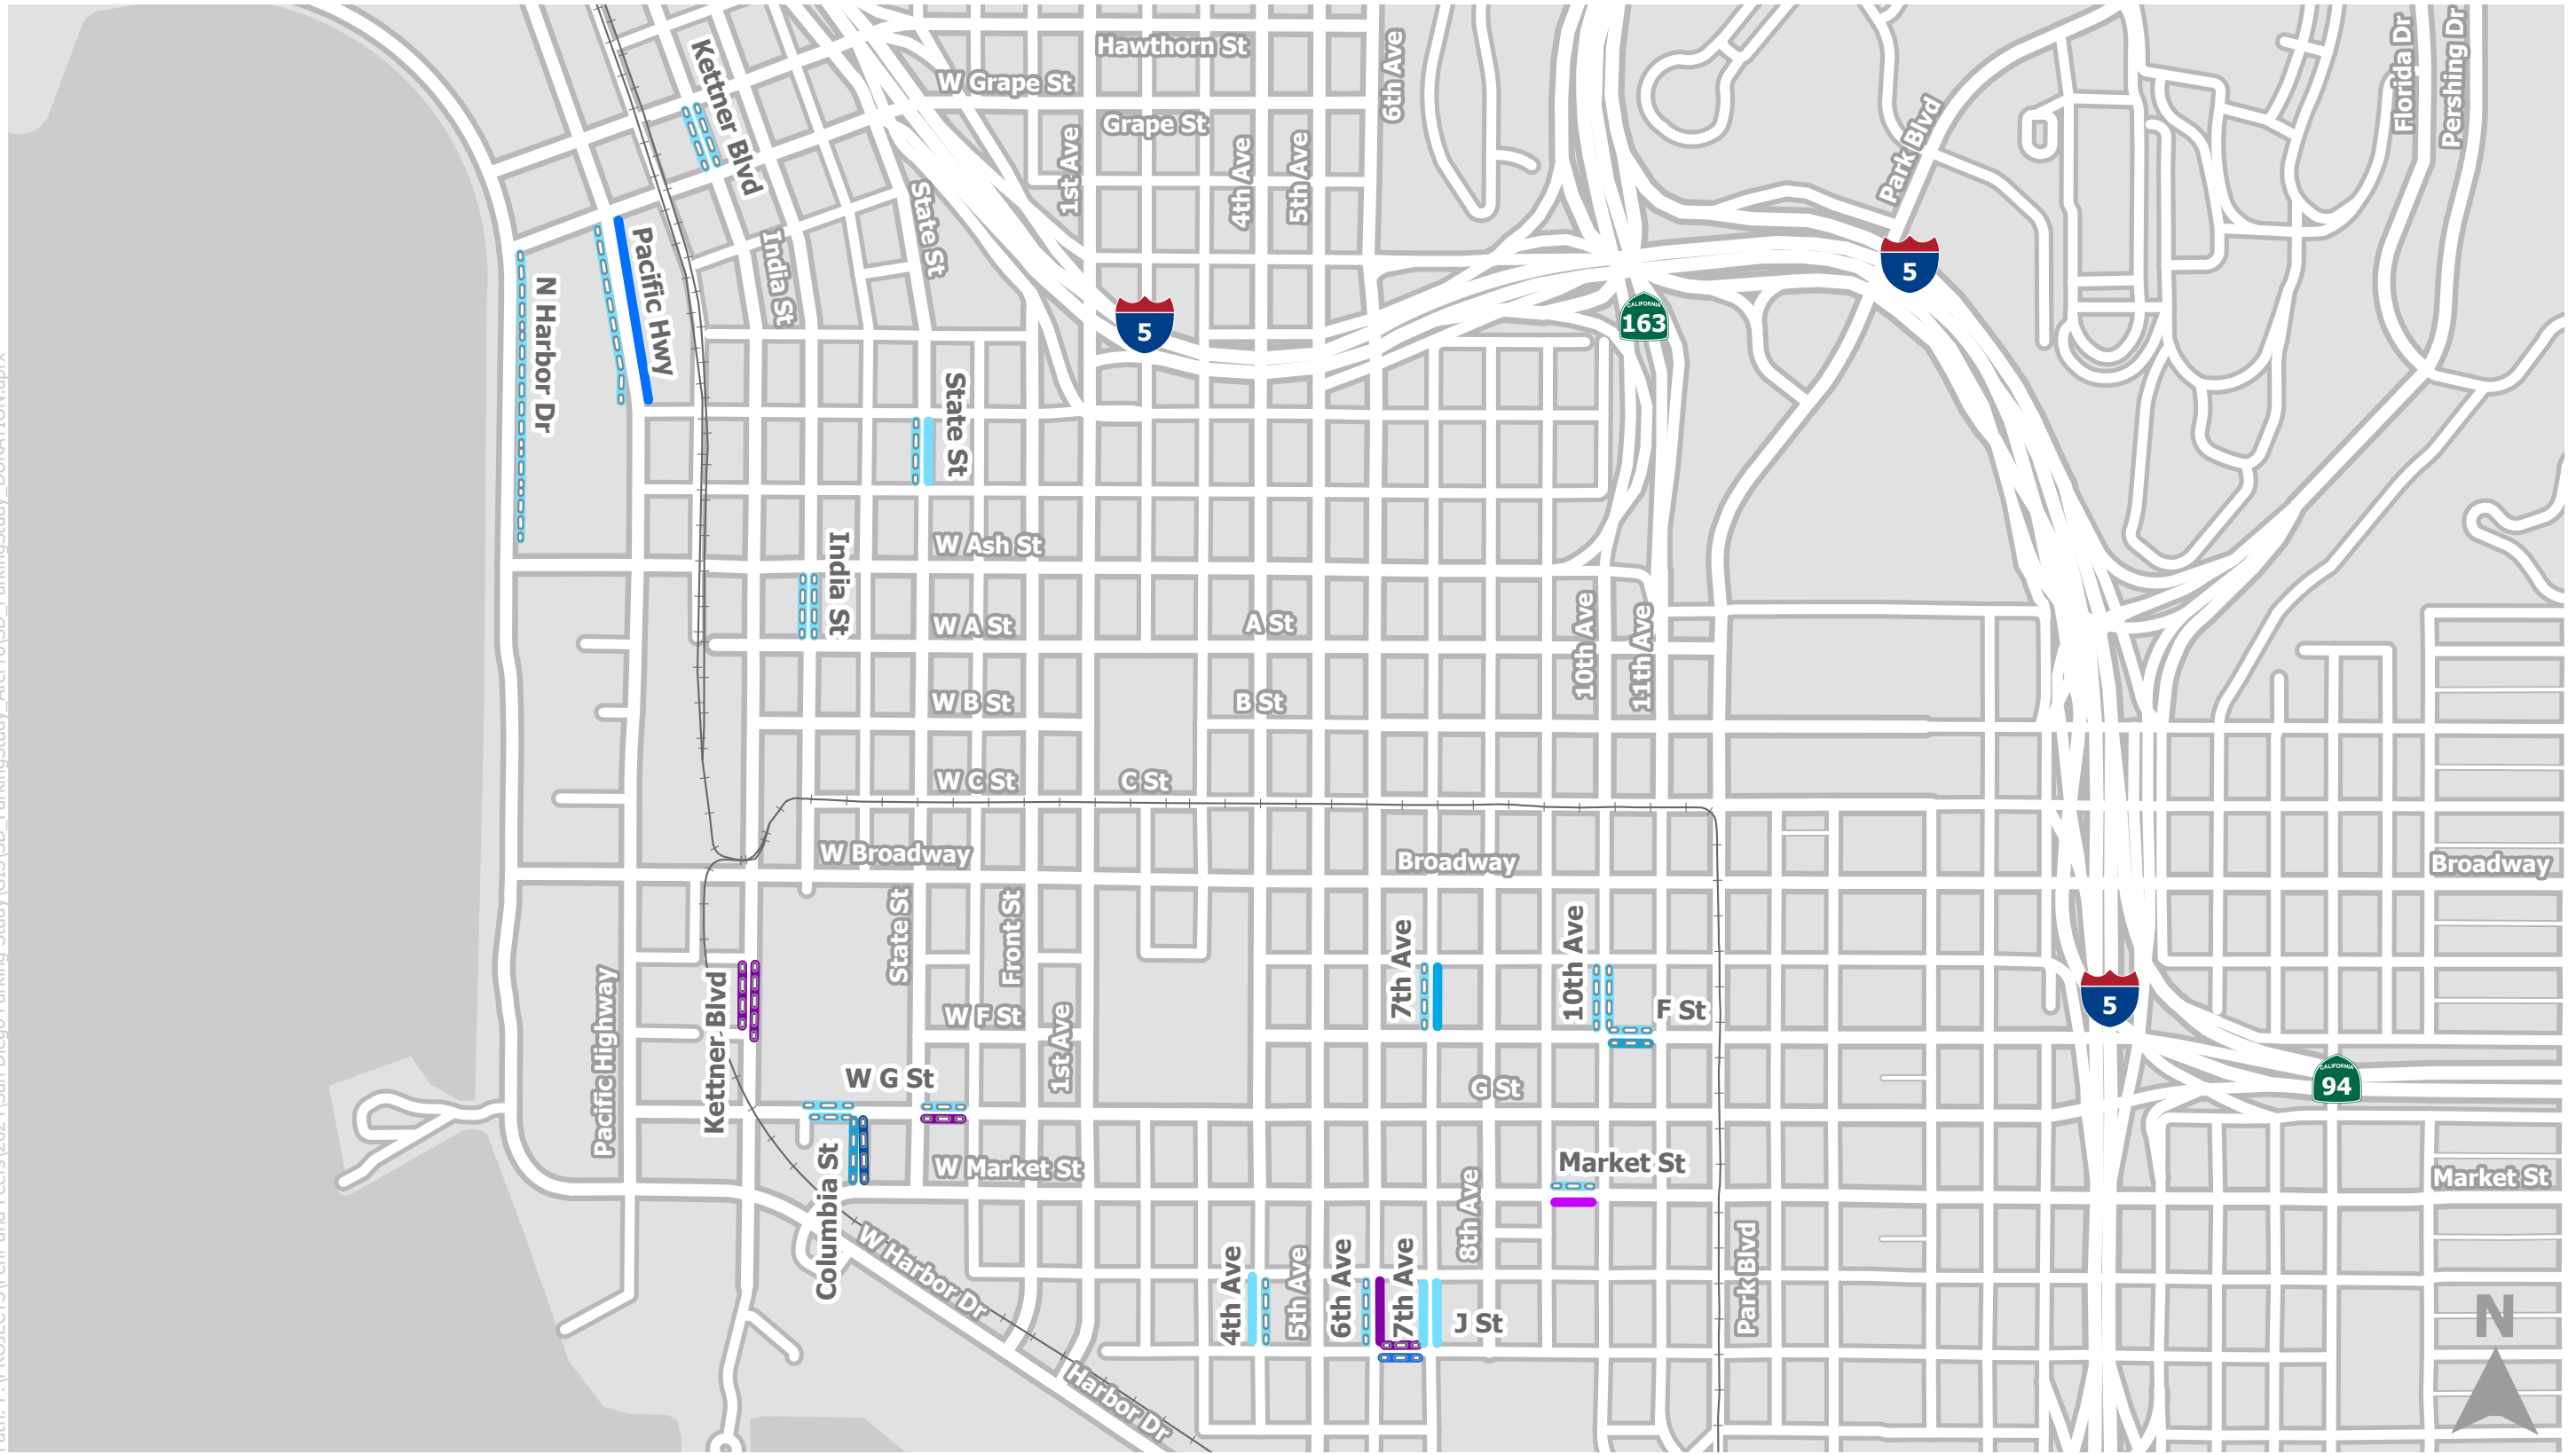 Hawthorn St
W Grape St
Grape St
Kettner Blvd
6th Ave
1st Ave
4th Ave
5th Ave
Park Blvd
Florida Dr
Pershing Dr
State St
India St
Pacific Hwy
N Harbor Dr
5
5
CALIFORNIA
163
State St
India St
W Ash St
W A St
A St
10th Ave
11th Ave
W B St
B St
W C St
C St
W Broadway
Broadway
Broadway
State St
Front St
7th Ave
10th Ave
F St
W F St
Pacific Highway
Kettner Blvd
1st Ave
5
CALIFORNIA
94
W G St
G St
Columbia St
W Market St
Market St
Market St
8th Ave
W Harbor Dr
4th Ave
5th Ave
6th Ave
7th Ave
J St
Park Blvd
Harbor Dr
N